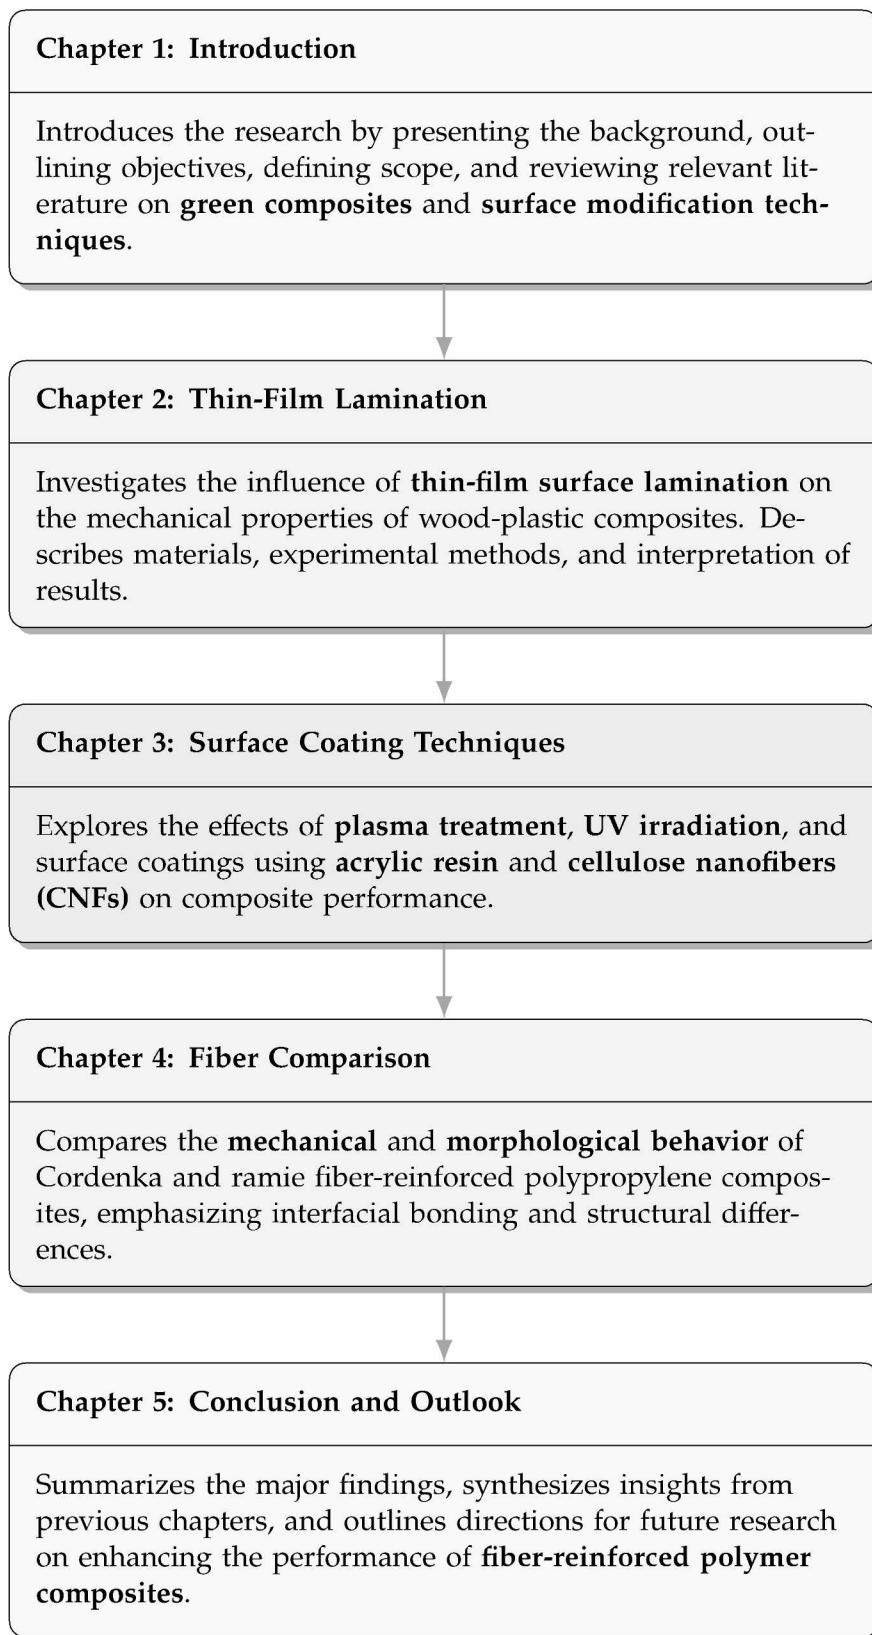 Chapter 1: Introduction
Introduces the research by presenting the background, out-
lining objectives, defining scope, and reviewing relevant lit-
erature on green composites and surface modification tech-
niques.
Chapter 2: Thin-Film Lamination
Investigates the influence of thin-film surface lamination on
the mechanical properties of wood-plastic composites. De-
scribes materials, experimental methods, and interpretation of
results.
Chapter 3: Surface Coating Techniques
Explores the effects of plasma treatment, UV irradiation, and
surface coatings using acrylic resin and cellulose nanofibers
(CNFs) on composite performance.
Chapter 4: Fiber Comparison
Compares the mechanical and morphological behavior of
Cordenka and ramie fiber-reinforced polypropylene compos-
ites, emphasizing interfacial bonding and structural differ-
ences.
Chapter 5: Conclusion and Outlook
Summarizes the major findings, synthesizes insights from
previous chapters, and outlines directions for future research
on enhancing the performance of fiber-reinforced polymer
composites.